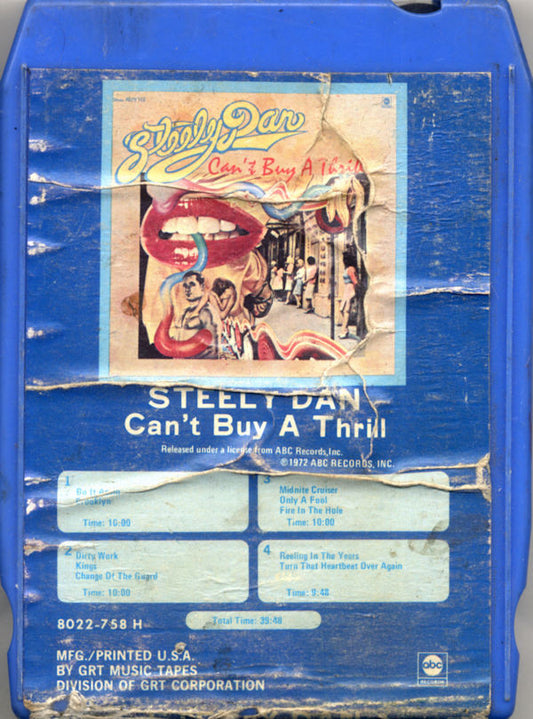 Steely Dan
Can't Buy A Thrill
STEELY DAN
Can't Buy A Thrill
Released under a license from ABC Records, Inc.
©1972 ABC RECORDS, INC.
1
Do It Again
Brooklyn
Time: 10:00
3
Midnite Cruiser
Only A Fool
Fire In The Hole
Time: 10:00
2
Dirty Work
Kings
Change Of The Guard
Time: 10:00
4
Reeling In The Years
Turn That Heartbeat Over Again
Time: 9:48
Total Time: 39:48
8022-758 H
MFG./PRINTED U.S.A.
BY GRT MUSIC TAPES
DIVISION OF GRT CORPORATION
abc
RECORDS